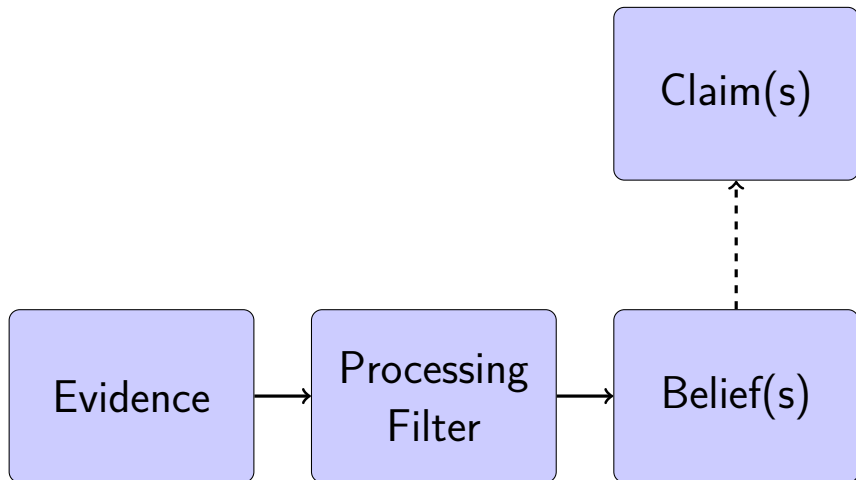 Claim(s)
Evidence
Processing
Filter
Belief(s)